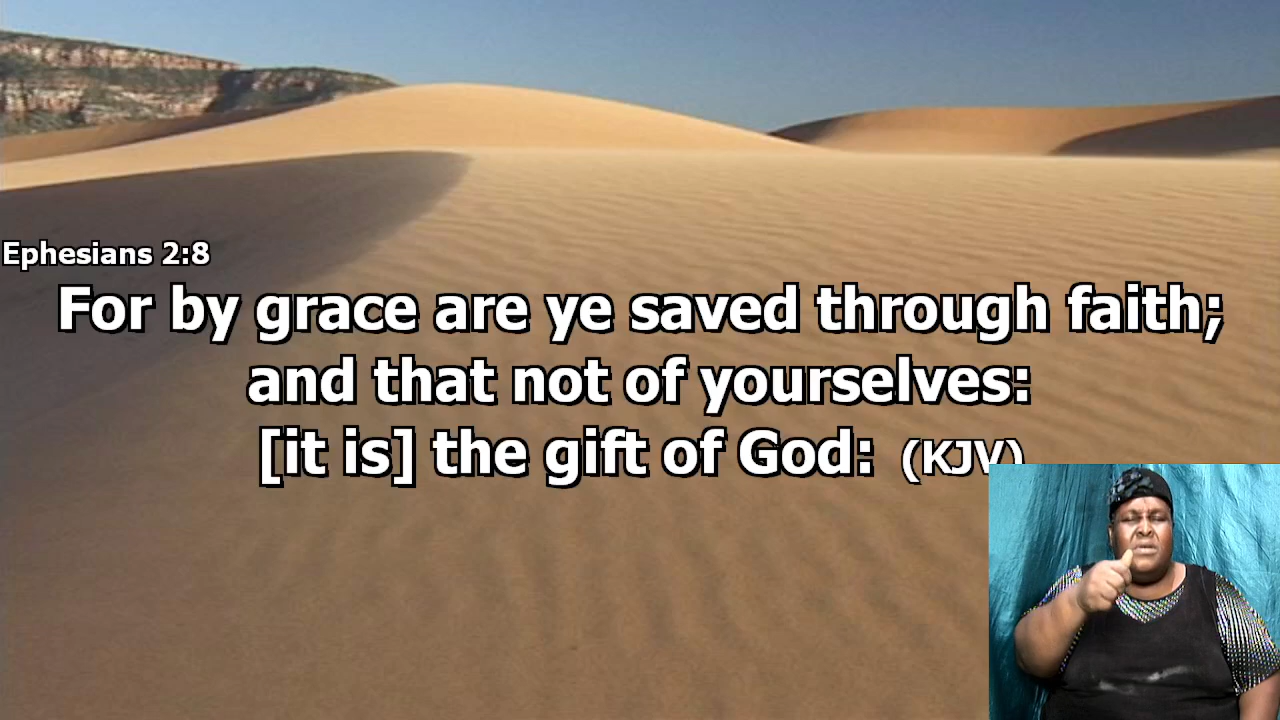 Ephesians 2:8
For by grace are ye saved through faith;
and that not of yourselves:
[it is] the gift of God: (KJV)